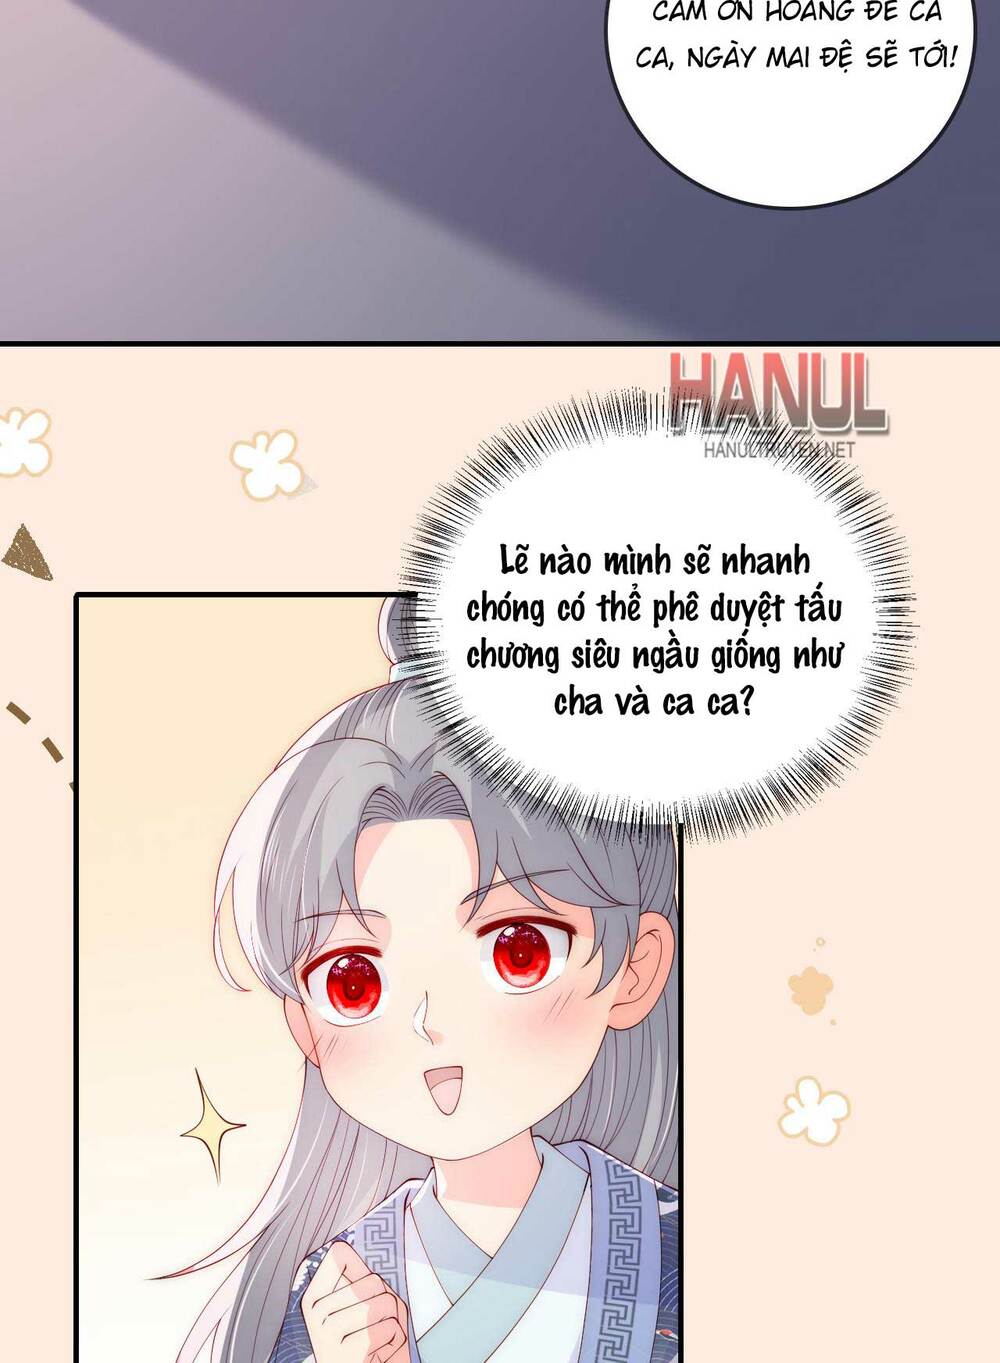 CẢM ƠN HOÀNG ĐẾ CA
CA, NGÀY MAI ĐỆ SẼ TỚI!
HANUL
HANULTRUYEN.NET
Lẽ nào mình sẽ nhanh
chóng có thể phê duyệt tấu
chương siêu ngầu giống như
cha và ca ca?